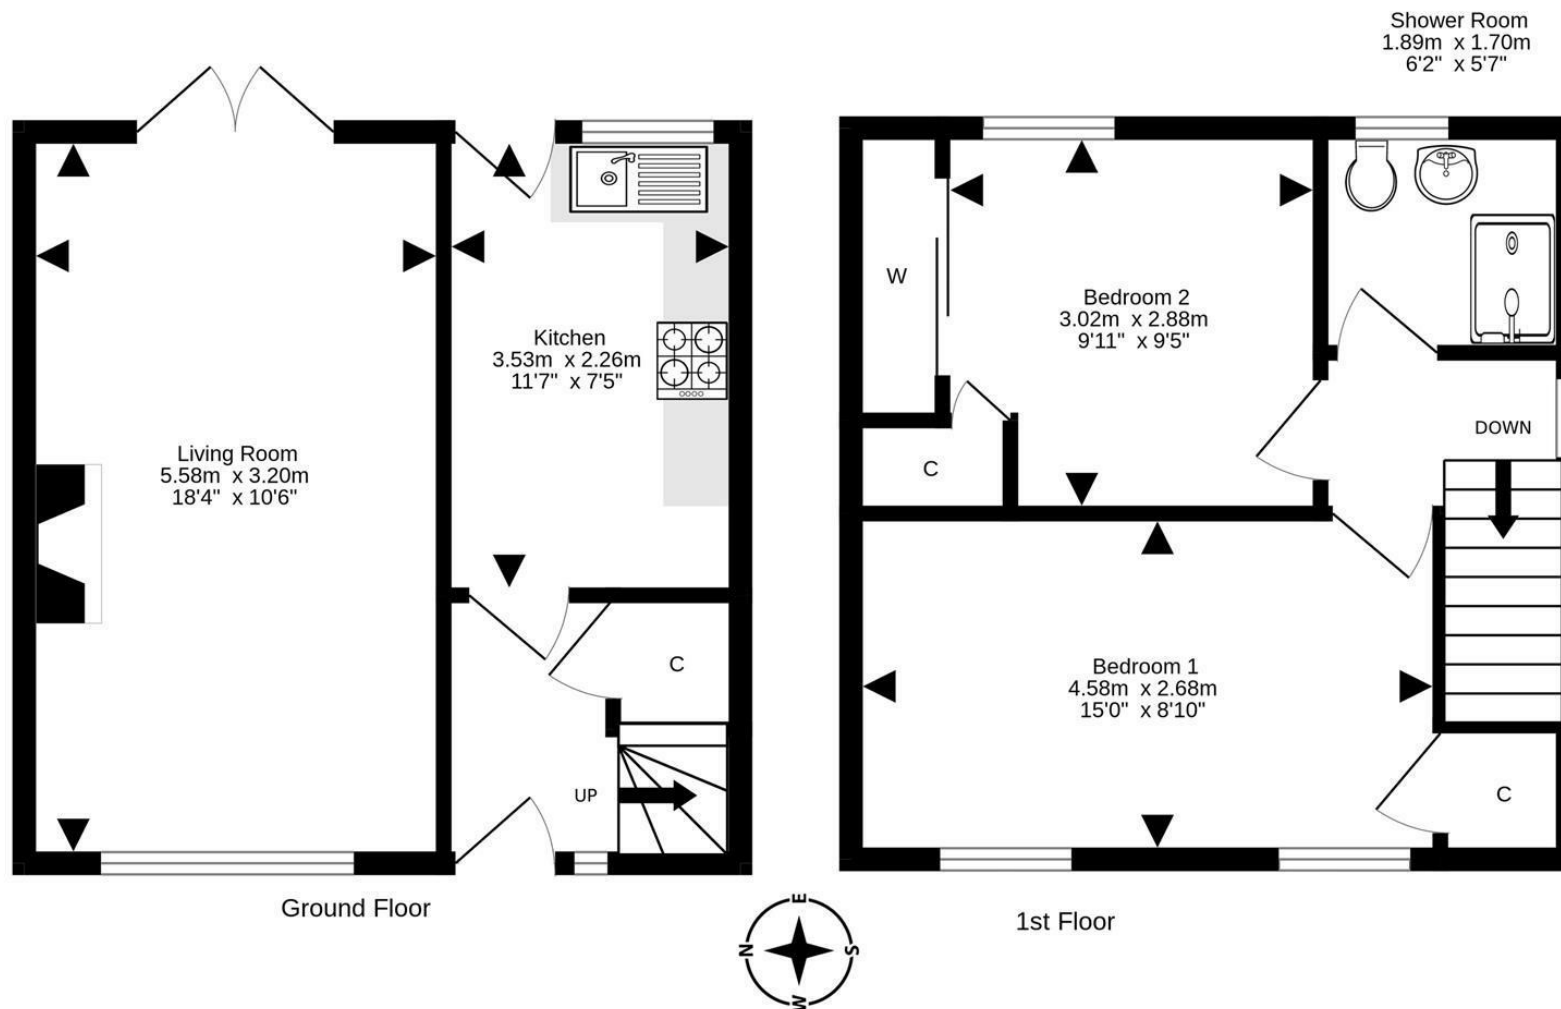 Shower Room
1.89m x 1.70m
6'2" x 5'7"
W
Bedroom 2
3.02m x 2.88m
9'11" x 9'5"
Kitchen
3.53m x 2.26m
11'7" x 7'5"
DOWN
Living Room
5.58m x 3.20m
18'4" x 10'6"
C
C
Bedroom 1
4.58m x 2.68m
15'0" x 8'10"
UP
C
Ground Floor
1st Floor
E
N
S
W